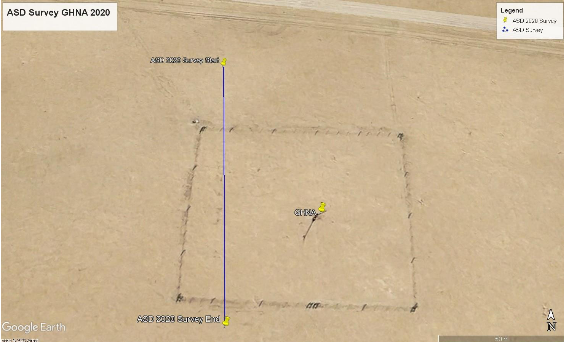 ASD Survey GHNA 2020
Legend
ASD 2020 Survey
ASD Survey
ASD 2020 Survey Start
GHNA
ASD 2020 Survey End
Google Earth
N